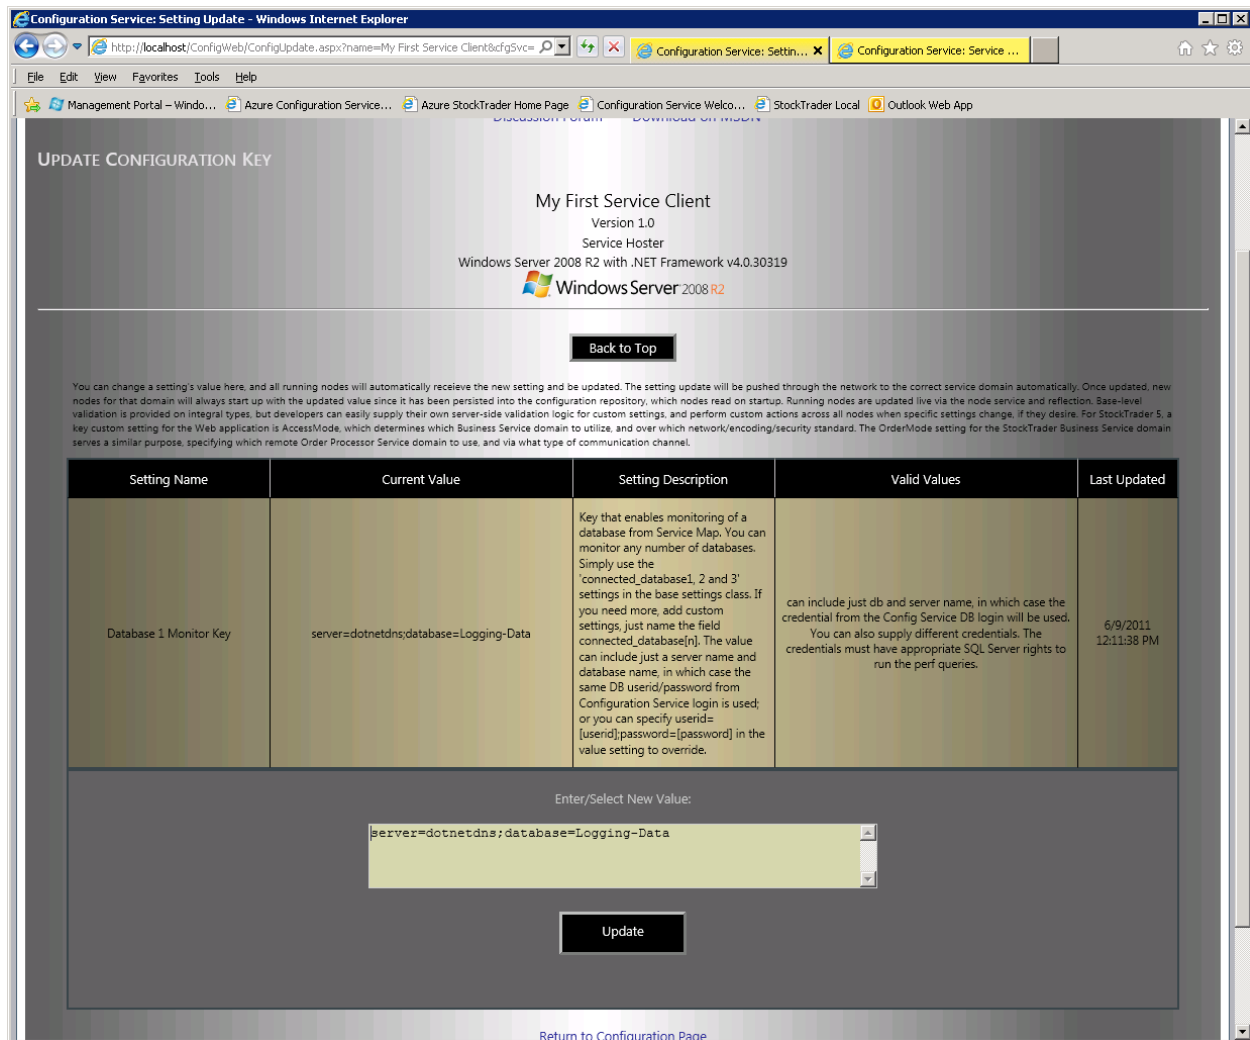 Configuration Service: Setting Update - Windows Internet Explorer
http://localhost/ConfigWeb/ConfigUpdate.aspx?name=My First Service Client&cfgSvc=
Configuration Service: Settin...
Configuration Service: Service ...
File Edit View Favorites Tools Help
Management Portal – Windo... Azure Configuration Service... Azure StockTrader Home Page Configuration Service Welco... StockTrader Local Outlook Web App
Discussion Forum Download on MSDN
UPDATE CONFIGURATION KEY
My First Service Client
Version 1.0
Service Hoster
Windows Server 2008 R2 with .NET Framework v4.0.30319
Windows Server 2008 R2
Back to Top
You can change a setting's value here, and all running nodes will automatically receieve the new setting and be updated. The setting update will be pushed through the network to the correct service domain automatically. Once updated, new
nodes for that domain will always start up with the updated value since it has been persisted into the configuration repository, which nodes read on startup. Running nodes are updated live via the node service and reflection. Base-level
validation is provided on integral types, but developers can easily supply their own server-side validation logic for custom settings, and perform custom actions across all nodes when specific settings change, if they desire. For StockTrader 5, a
key custom setting for the Web application is AccessMode, which determines which Business Service domain to utilize, and over which network/encoding/security standard. The OrderMode setting for the StockTrader Business Service domain
serves a similar purpose, specifying which remote Order Processor Service domain to use, and via what type of communication channel.
Setting Name Current Value Setting Description Valid Values Last Updated
Database 1 Monitor Key
server=dotnetdns;database=Logging-Data
Key that enables monitoring of a
database from Service Map. You can
monitor any number of databases.
Simply use the
'connected_database1, 2 and 3'
settings in the base settings class. If
you need more, add custom
settings, just name the field
connected_database[n]. The value
can include just a server name and
database name, in which case the
same DB userid/password from
Configuration Service login is used;
or you can specify userid=
[userid];password=[password] in the
value setting to override.
can include just db and server name, in which case the
credential from the Config Service DB login will be used.
You can also supply different credentials. The
credentials must have appropriate SQL Server rights to
run the perf queries.
6/9/2011
12:11:38 PM
Enter/Select New Value:
server=dotnetdns;database=Logging-Data
Update
Return to Configuration Page